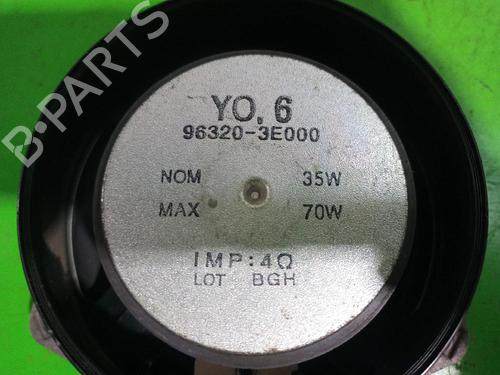 B-PARTS
YO, 6
96320-3E000
NOM 35W
MAX 70W
IMP:4Ω
LOT BGH